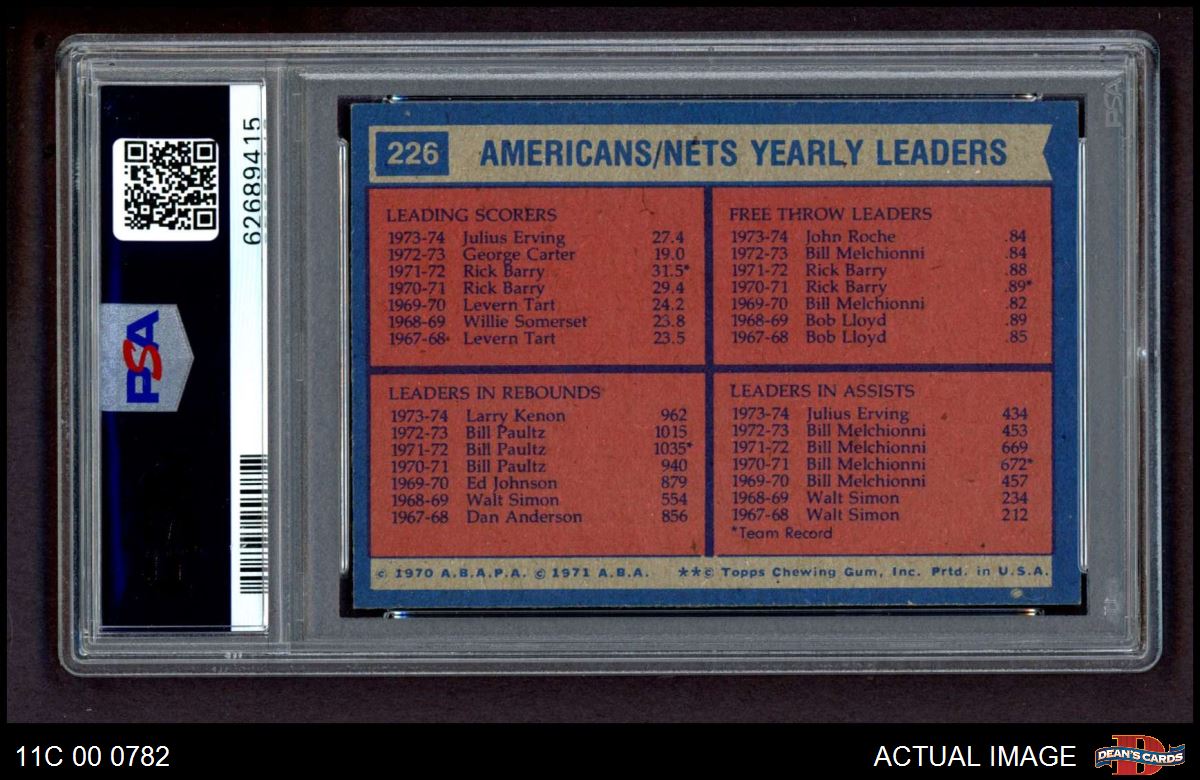 PSA
62689415
PSA
226 AMERICANS/NETS YEARLY LEADERS
LEADING SCORERS
1973-74 Julius Erving 27.4
1972-73 George Carter 19.0
1971-72 Rick Barry 31.5*
1970-71 Rick Barry 29.4
1969-70 Levern Tart 24.2
1968-69 Willie Somerset 23.8
1967-68 Levern Tart 23.5
FREE THROW LEADERS
1973-74 John Roche .84
1972-73 Bill Melchionni .84
1971-72 Rick Barry .88
1970-71 Rick Barry .89*
1969-70 Bill Melchionni .82
1968-69 Bob Lloyd .89
1967-68 Bob Lloyd .85
LEADERS IN REBOUNDS
1973-74 Larry Kenon 962
1972-73 Bill Paultz 1015
1971-72 Bill Paultz 1035*
1970-71 Bill Paultz 940
1969-70 Ed Johnson 879
1968-69 Walt Simon 554
1967-68 Dan Anderson 856
LEADERS IN ASSISTS
1973-74 Julius Erving 434
1972-73 Bill Melchionni 453
1971-72 Bill Melchionni 669
1970-71 Bill Melchionni 672*
1969-70 Bill Melchionni 457
1968-69 Walt Simon 234
1967-68 Walt Simon 212
*Team Record
© 1970 A.B.A.P.A. © 1971 A.B.A. **© Topps Chewing Gum, Inc. Prtd. in U.S.A.
11C 00 0782
ACTUAL IMAGE
D
DEAN'S CARDS